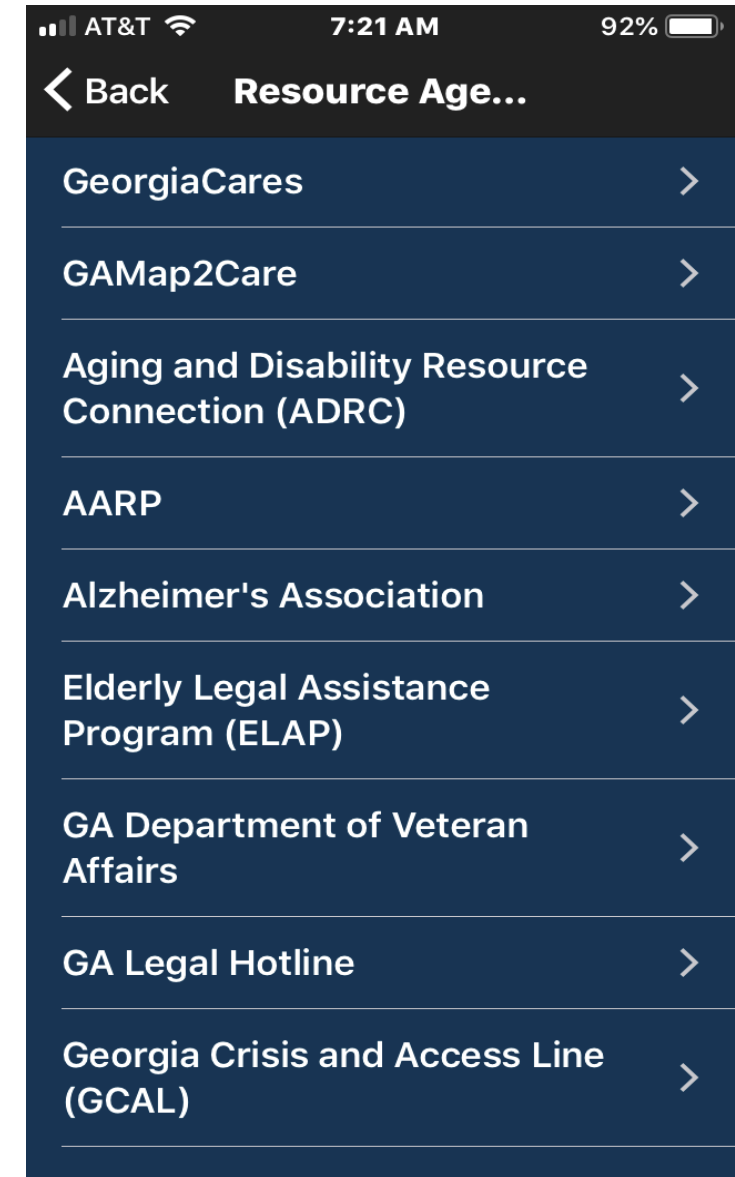 AT&T 7:21 AM 92%
Back Resource Age...
GeorgiaCares
GAMap2Care
Aging and Disability Resource
Connection (ADRC)
AARP
Alzheimer's Association
Elderly Legal Assistance
Program (ELAP)
GA Department of Veteran
Affairs
GA Legal Hotline
Georgia Crisis and Access Line
(GCAL)